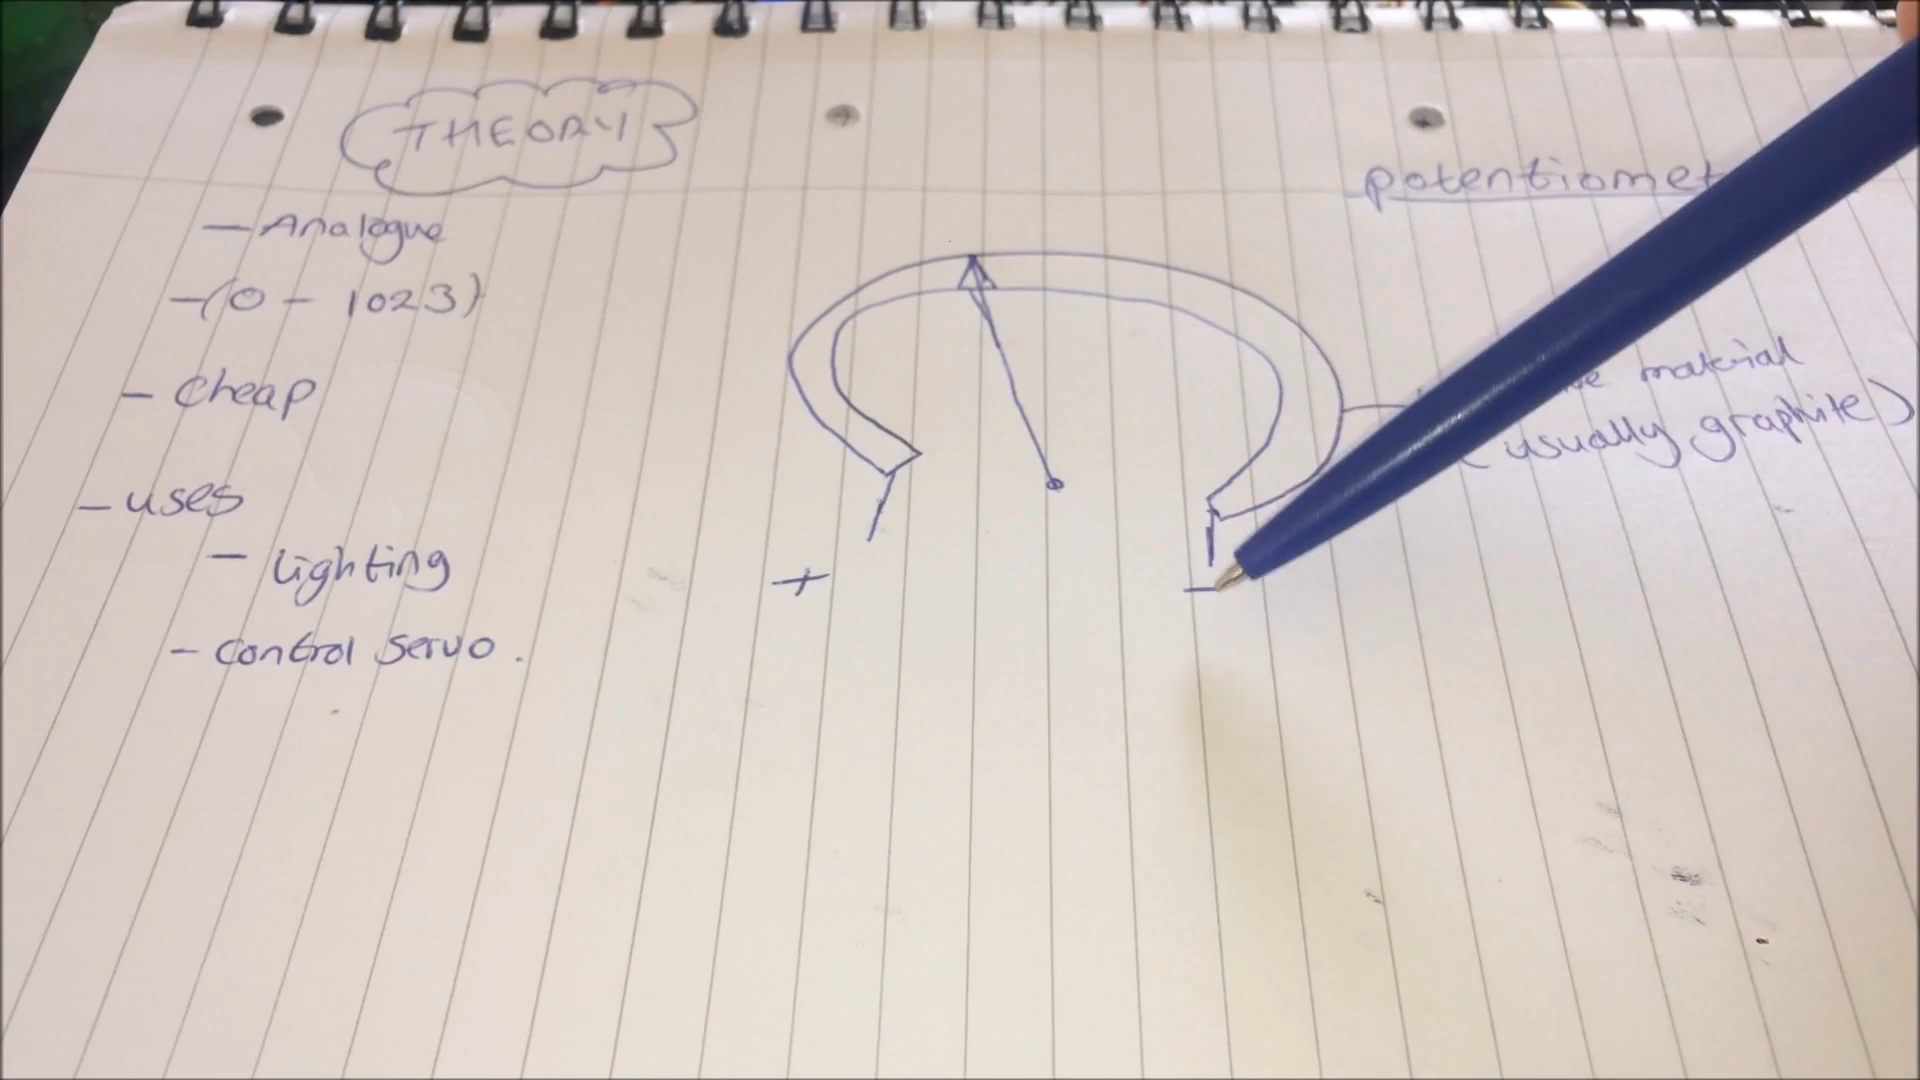 THEORY
- Analogue
-(0 - 1023)
- Cheap
- uses
- Lighting
- control servo.
potentiomet
material
(usually graphite)
+
-